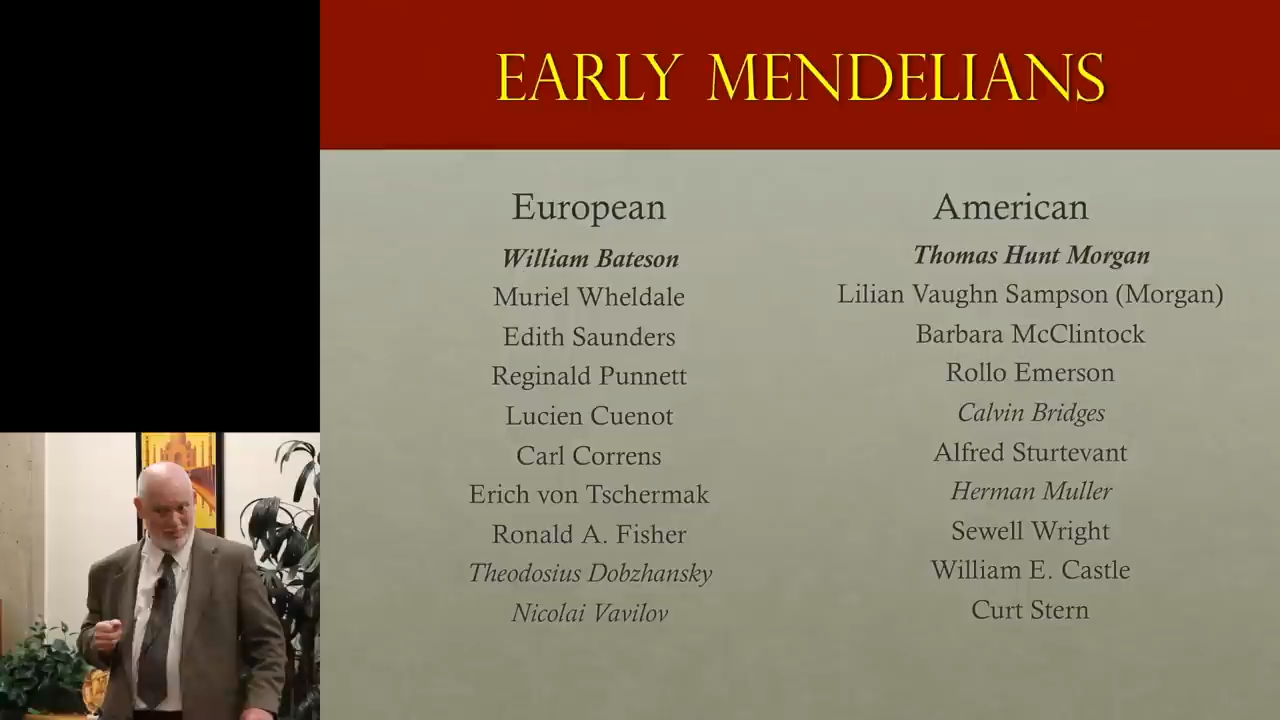 EARLY MENDELIANS
European
William Bateson
Muriel Wheldale
Edith Saunders
Reginald Punnett
Lucien Cuenot
Carl Correns
Erich von Tschermak
Ronald A. Fisher
Theodosius Dobzhansky
Nicolai Vavilov
American
Thomas Hunt Morgan
Lilian Vaughn Sampson (Morgan)
Barbara McClintock
Rollo Emerson
Calvin Bridges
Alfred Sturtevant
Herman Muller
Sewell Wright
William E. Castle
Curt Stern